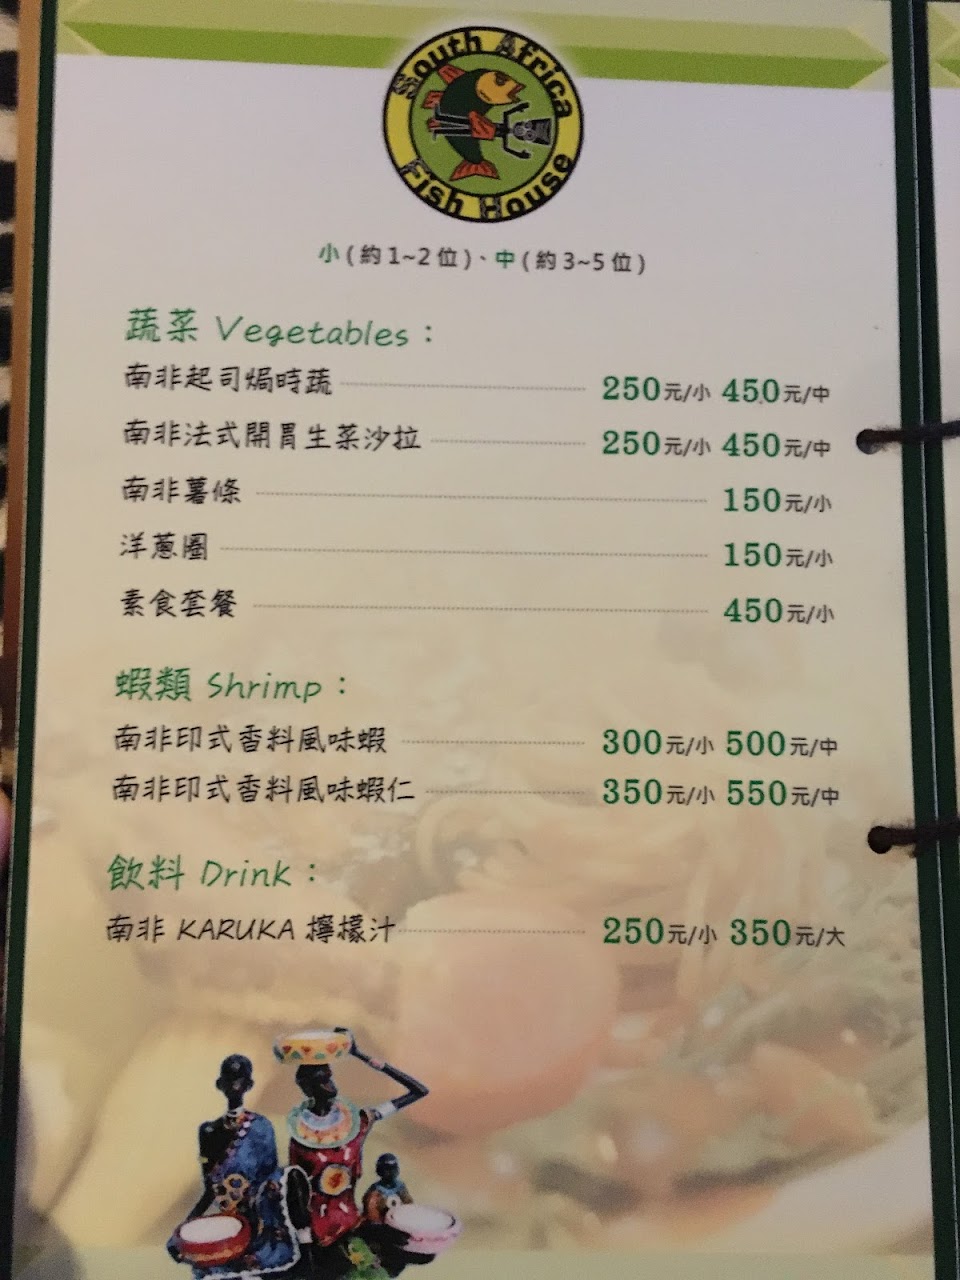 South Africa
Fish House
小(約1~2位)、中(約3~5位)
蔬菜 Vegetables：
南非起司焗時蔬 250元/小 450元/中
南非法式開胃生菜沙拉 250元/小 450元/中
南非薯條 150元/小
洋蔥圈 150元/小
素食套餐 450元/小
蝦類 Shrimp：
南非印式香料風味蝦 300元/小 500元/中
南非印式香料風味蝦仁 350元/小 550元/中
飲料 Drink：
南非 KARUKA 檸檬汁 250元/小 350元/大